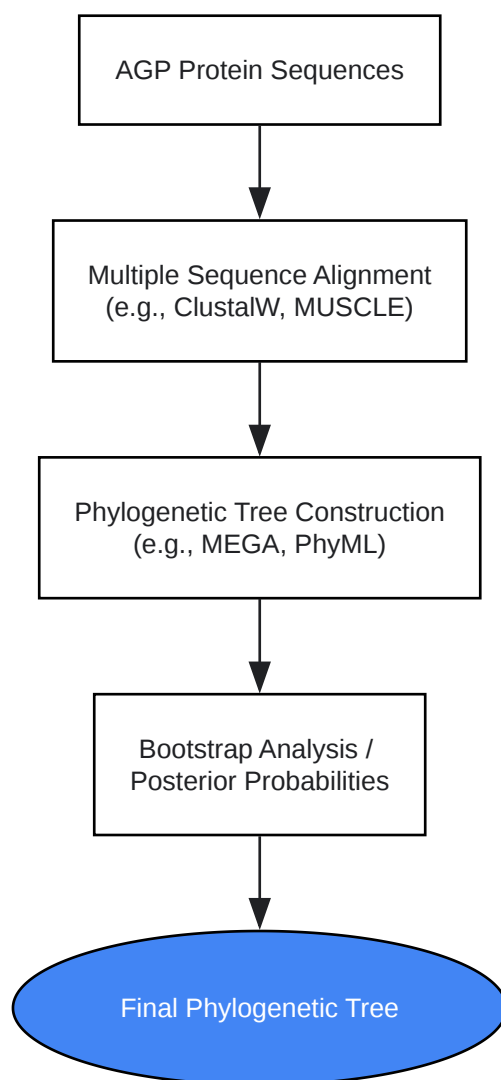 AGP Protein Sequences
Multiple Sequence Alignment
(e.g., ClustalW, MUSCLE)
Phylogenetic Tree Construction
(e.g., MEGA, PhyML)
Bootstrap Analysis /
Posterior Probabilities
Final Phylogenetic Tree